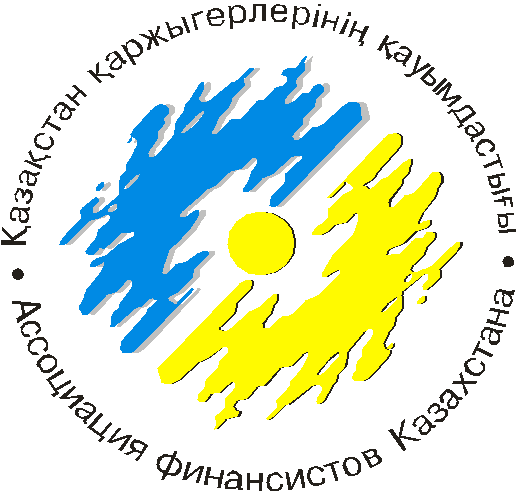 Қазақстан қаржыгерлерінің қауымдастығы
Ассоциация финансистов Казахстана